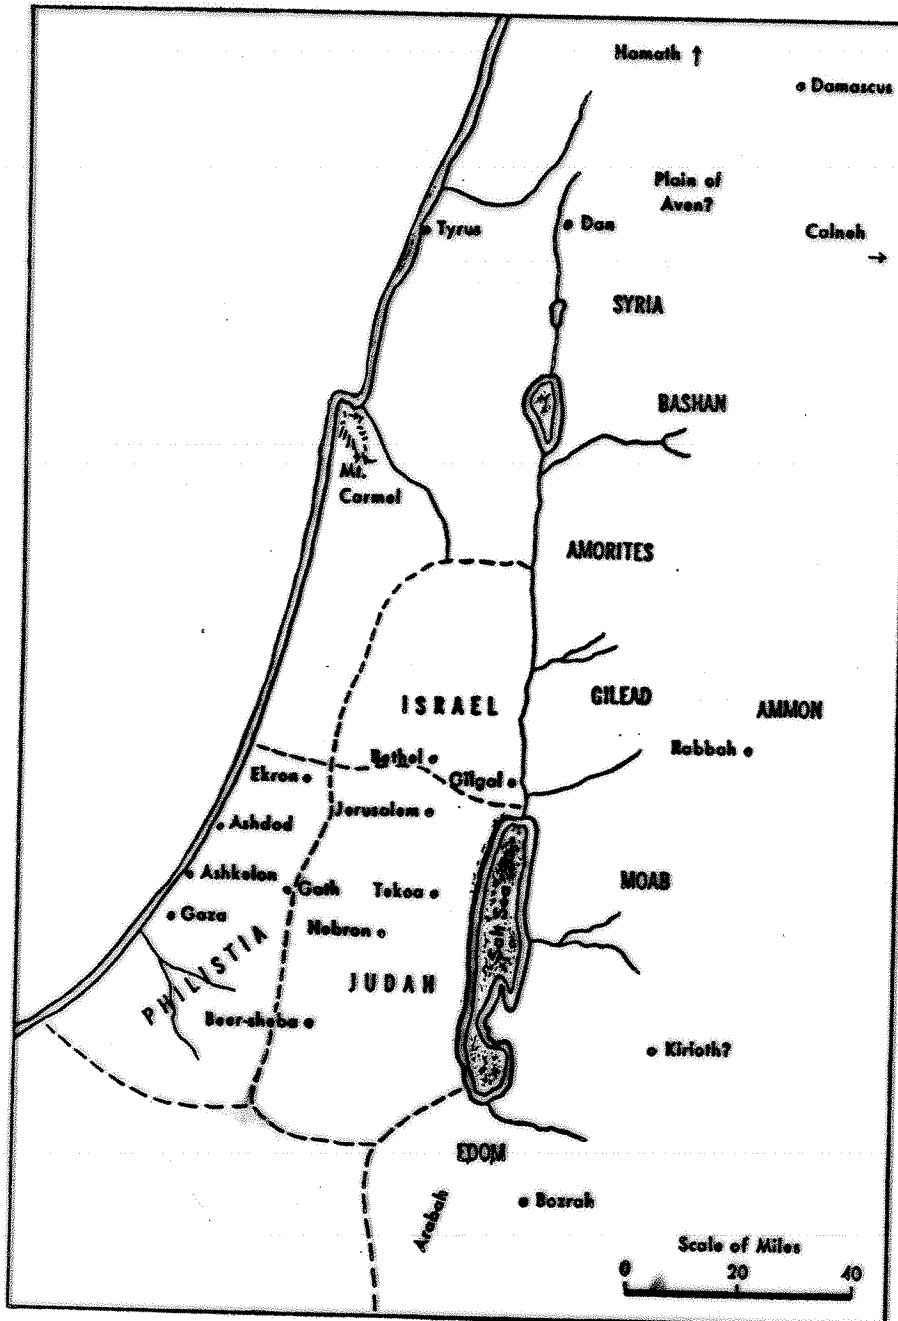 Hamath ↑
Damascus
Plain of
Aven?
Tyrus
Dan
Calneh
→
SYRIA
BASHAN
Mt.
Carmel
AMORITES
ISRAEL
GILEAD
AMMON
Rabbah
Bethel
Ekron
Gilgal
Jerusalem
Ashdod
Ashkelon
Gath
Tekoa
MOAB
Gaza
Hebron
Salt Sea
PHILISTIA
JUDAH
Beer-sheba
Kirioth?
EDOM
Arabah
Bozrah
Scale of Miles
0 20 40